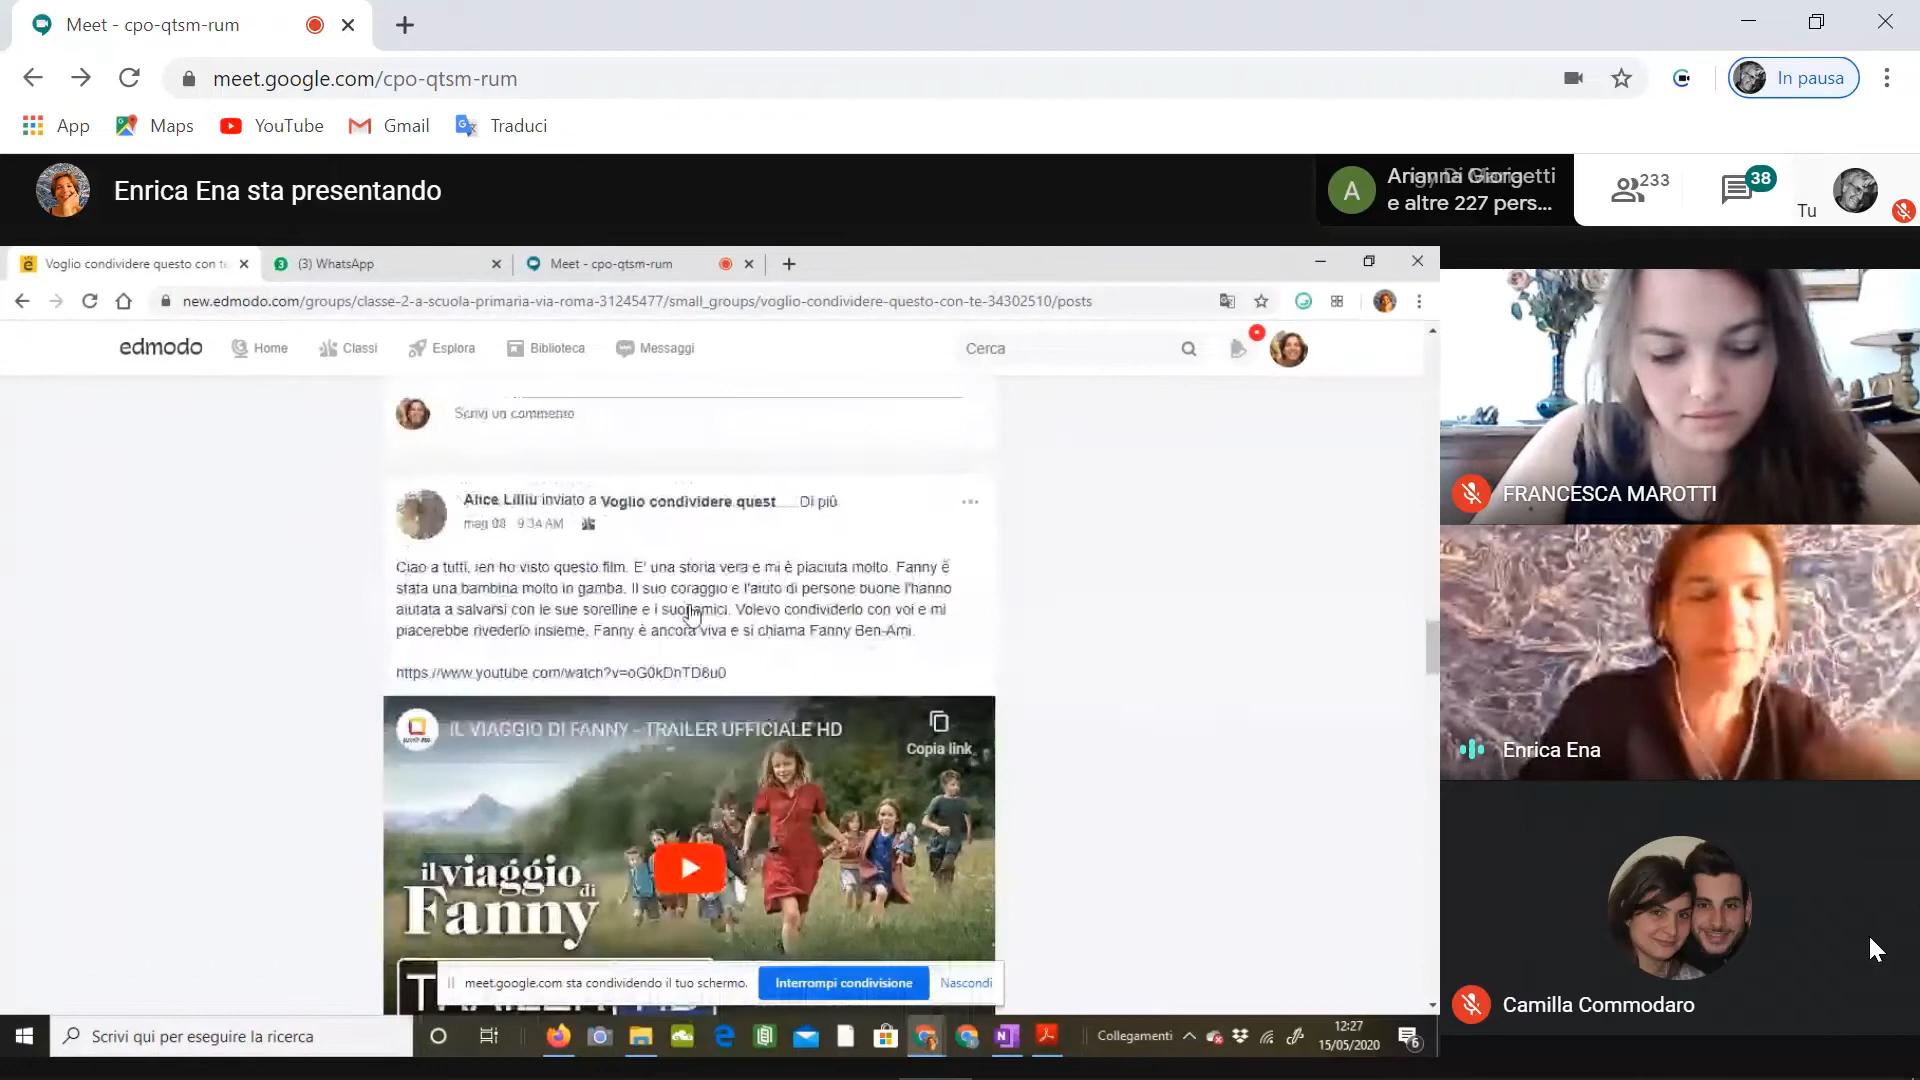 Meet - cpo-qtsm-rum
meet.google.com/cpo-qtsm-rum
In pausa
App
Maps
YouTube
Gmail
Traduci
Enrica Ena sta presentando
A
e altre 227 pers...
233
38
Tu
Voglio condividere questo con te
(3) WhatsApp
Meet - cpo-qtsm-rum
new.edmodo.com/groups/classe-2-a-scuola-primaria-via-roma-31245477/small_groups/voglio-condividere-questo-con-te-34302510/posts
edmodo
Home
Classi
Esplora
Biblioteca
Messaggi
Cerca
Scrivi un commento
Alice Lilliu inviato a Voglio condividere quest
Di più
mag 08 9:34 AM
Ciao a tutti, ieri ho visto questo film. E' una storia vera e mi è piaciuta molto. Fanny è
stata una bambina molto in gamba. Il suo coraggio e l'aiuto di persone buone l'hanno
aiutata a salvarsi con le sue sorelline e i suoi amici. Volevo condividerlo con voi e mi
piacerebbe rivederlo insieme. Fanny è ancora viva e si chiama Fanny Ben-Ami.
https://www.youtube.com/watch?v=oG0kDnTD8u0
IL VIAGGIO DI FANNY - TRAILER UFFICIALE HD
Copia link
il viaggio
di
Fanny
meet.google.com sta condividendo il tuo schermo.
Interrompi condivisione
Nascondi
Scrivi qui per eseguire la ricerca
Collegamenti
12:27
15/05/2020
6
FRANCESCA MAROTTI
Enrica Ena
Camilla Commodaro